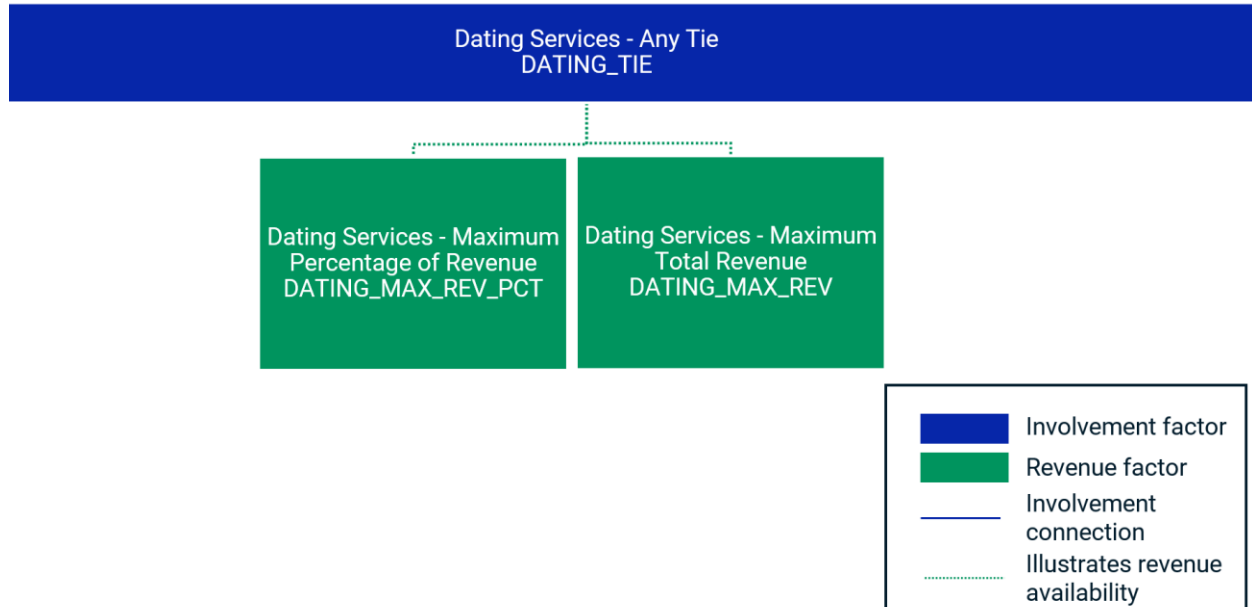 Dating Services - Any Tie
DATING_TIE
Dating Services - Maximum
Percentage of Revenue
DATING_MAX_REV_PCT
Dating Services - Maximum
Total Revenue
DATING_MAX_REV
Involvement factor
Revenue factor
Involvement
connection
Illustrates revenue
availability